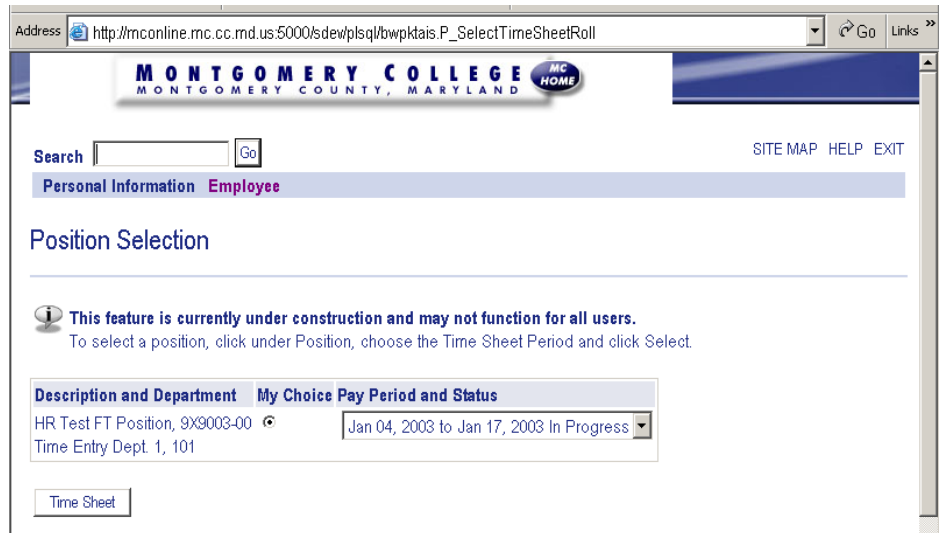 Address http://mconline.mc.cc.md.us:5000/sdev/plsql/bwpktais.P_SelectTimeSheetRoll Go Links »
MONTGOMERY COLLEGE MC HOME
MONTGOMERY COUNTY, MARYLAND
Search Go SITE MAP HELP EXIT
Personal Information Employee
Position Selection
This feature is currently under construction and may not function for all users.
To select a position, click under Position, choose the Time Sheet Period and click Select.
Description and Department My Choice Pay Period and Status
HR Test FT Position, 9X9003-00 Jan 04, 2003 to Jan 17, 2003 In Progress
Time Entry Dept. 1, 101
Time Sheet